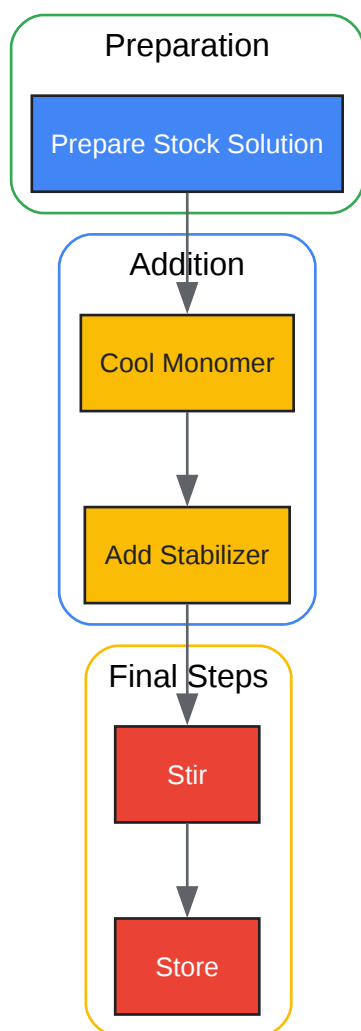 Preparation
Prepare Stock Solution
Addition
Cool Monomer
Add Stabilizer
Final Steps
Stir
Store